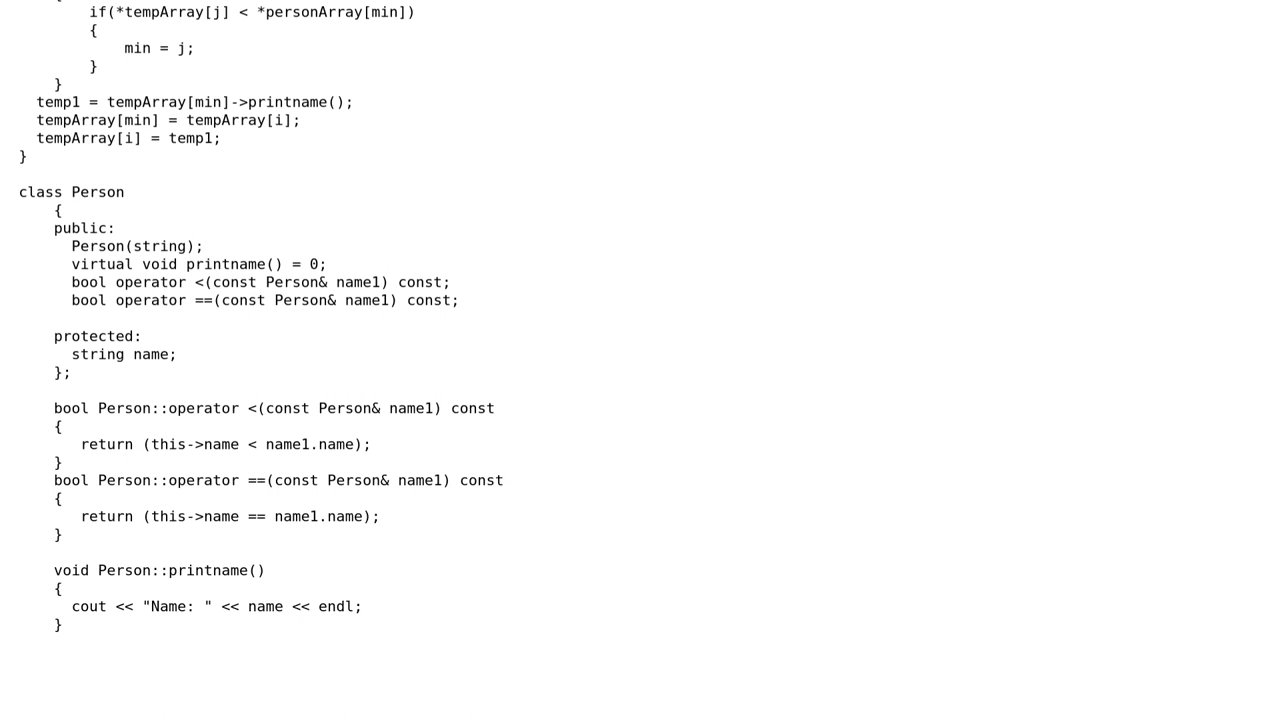 if(*tempArray[j] < *personArray[min])
{
min = j;
}
}
temp1 = tempArray[min]->printname();
tempArray[min] = tempArray[i];
tempArray[i] = temp1;
}
class Person
{
public:
Person(string);
virtual void printname() = 0;
bool operator <(const Person& name1) const;
bool operator ==(const Person& name1) const;
protected:
string name;
};
bool Person::operator <(const Person& name1) const
{
return (this->name < name1.name);
}
bool Person::operator ==(const Person& name1) const
{
return (this->name == name1.name);
}
void Person::printname()
{
cout << "Name: " << name << endl;
}